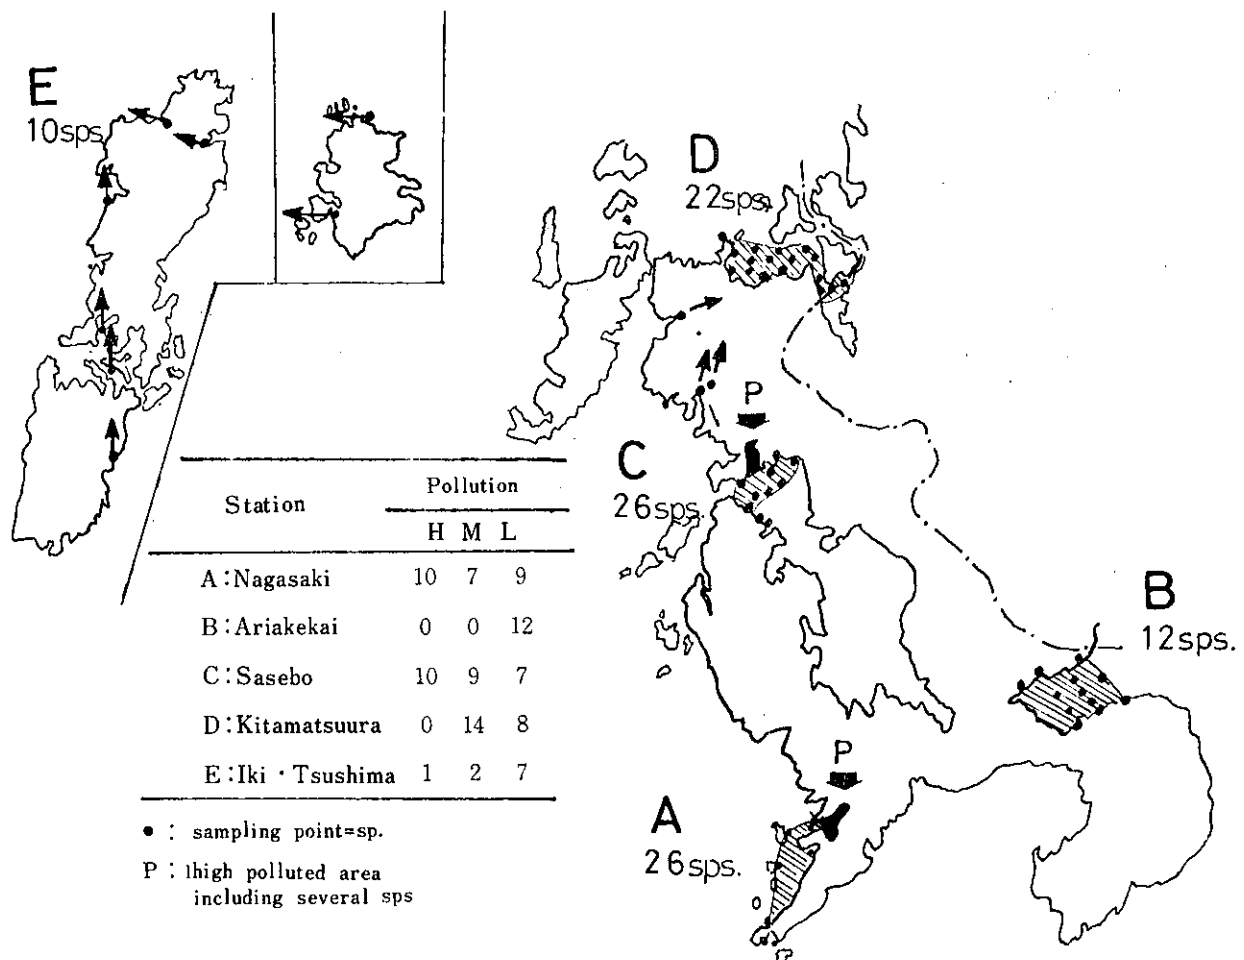 E
10sps
D
22sps.
P
C
26sps.
B
12sps.
P
A
26sps.
Station Pollution
H M L
A:Nagasaki 10 7 9
B:Ariakekai 0 0 12
C:Sasebo 10 9 7
D:Kitamatsuura 0 14 8
E:Iki・Tsushima 1 2 7
● : sampling point=sp.
P : lhigh polluted area
including several sps